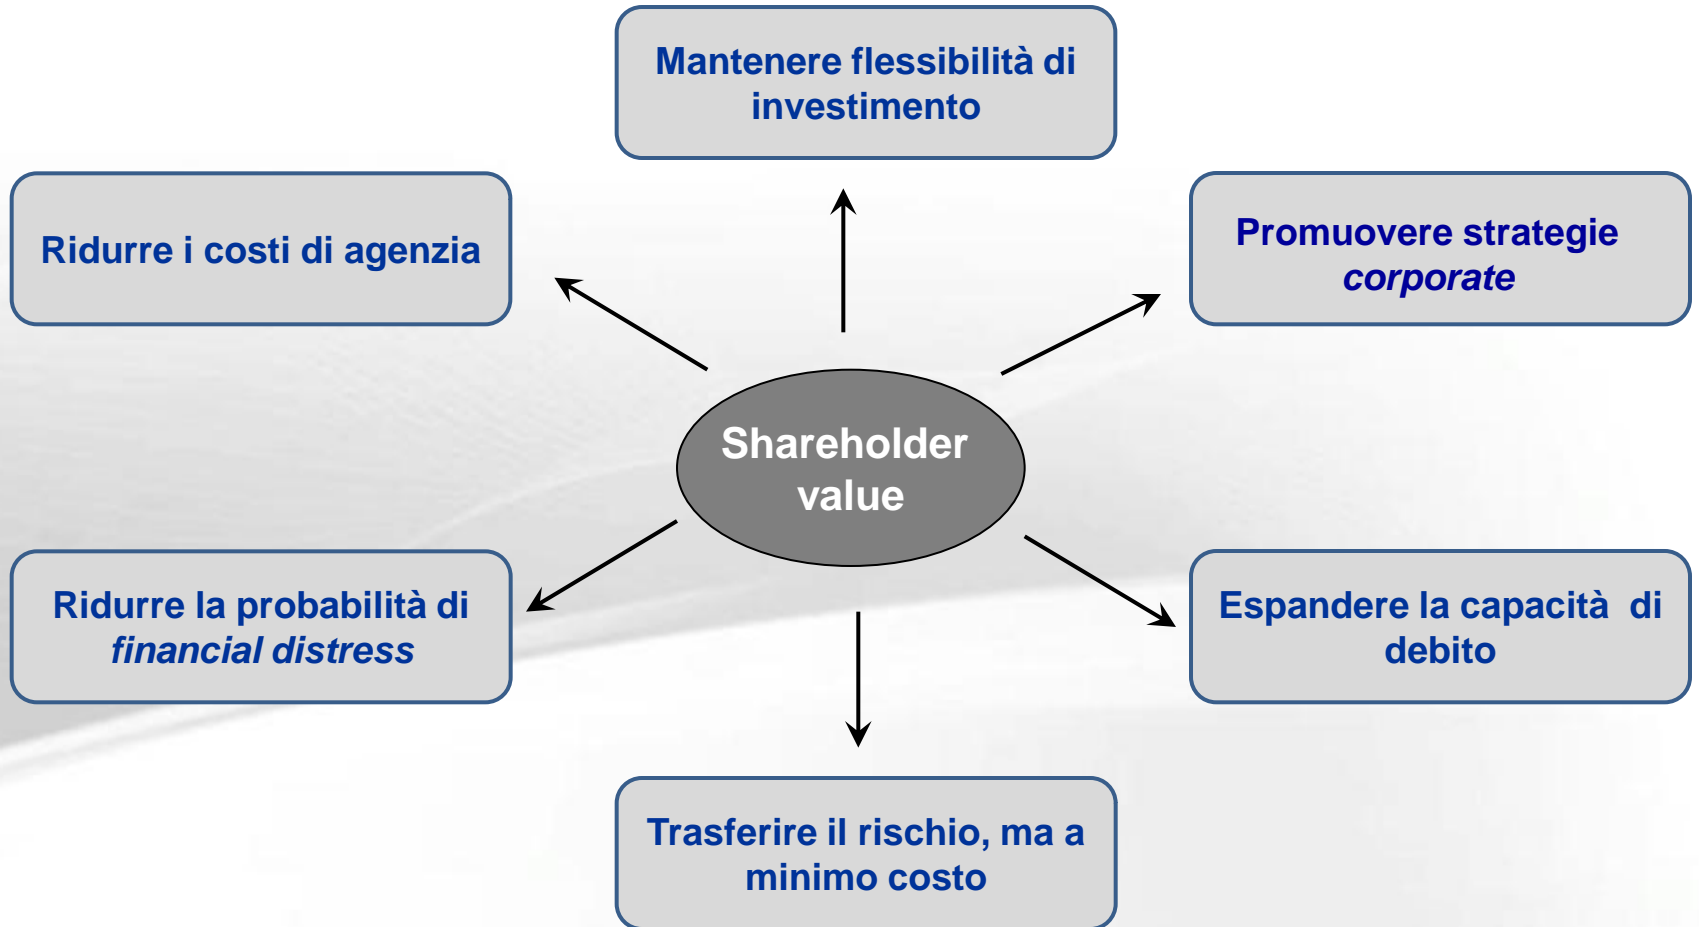 Mantenere flessibilità di
investimento
Ridurre i costi di agenzia
Promuovere strategie
corporate
Shareholder
value
Ridurre la probabilità di
financial distress
Espandere la capacità  di
debito
Trasferire il rischio, ma a
minimo costo